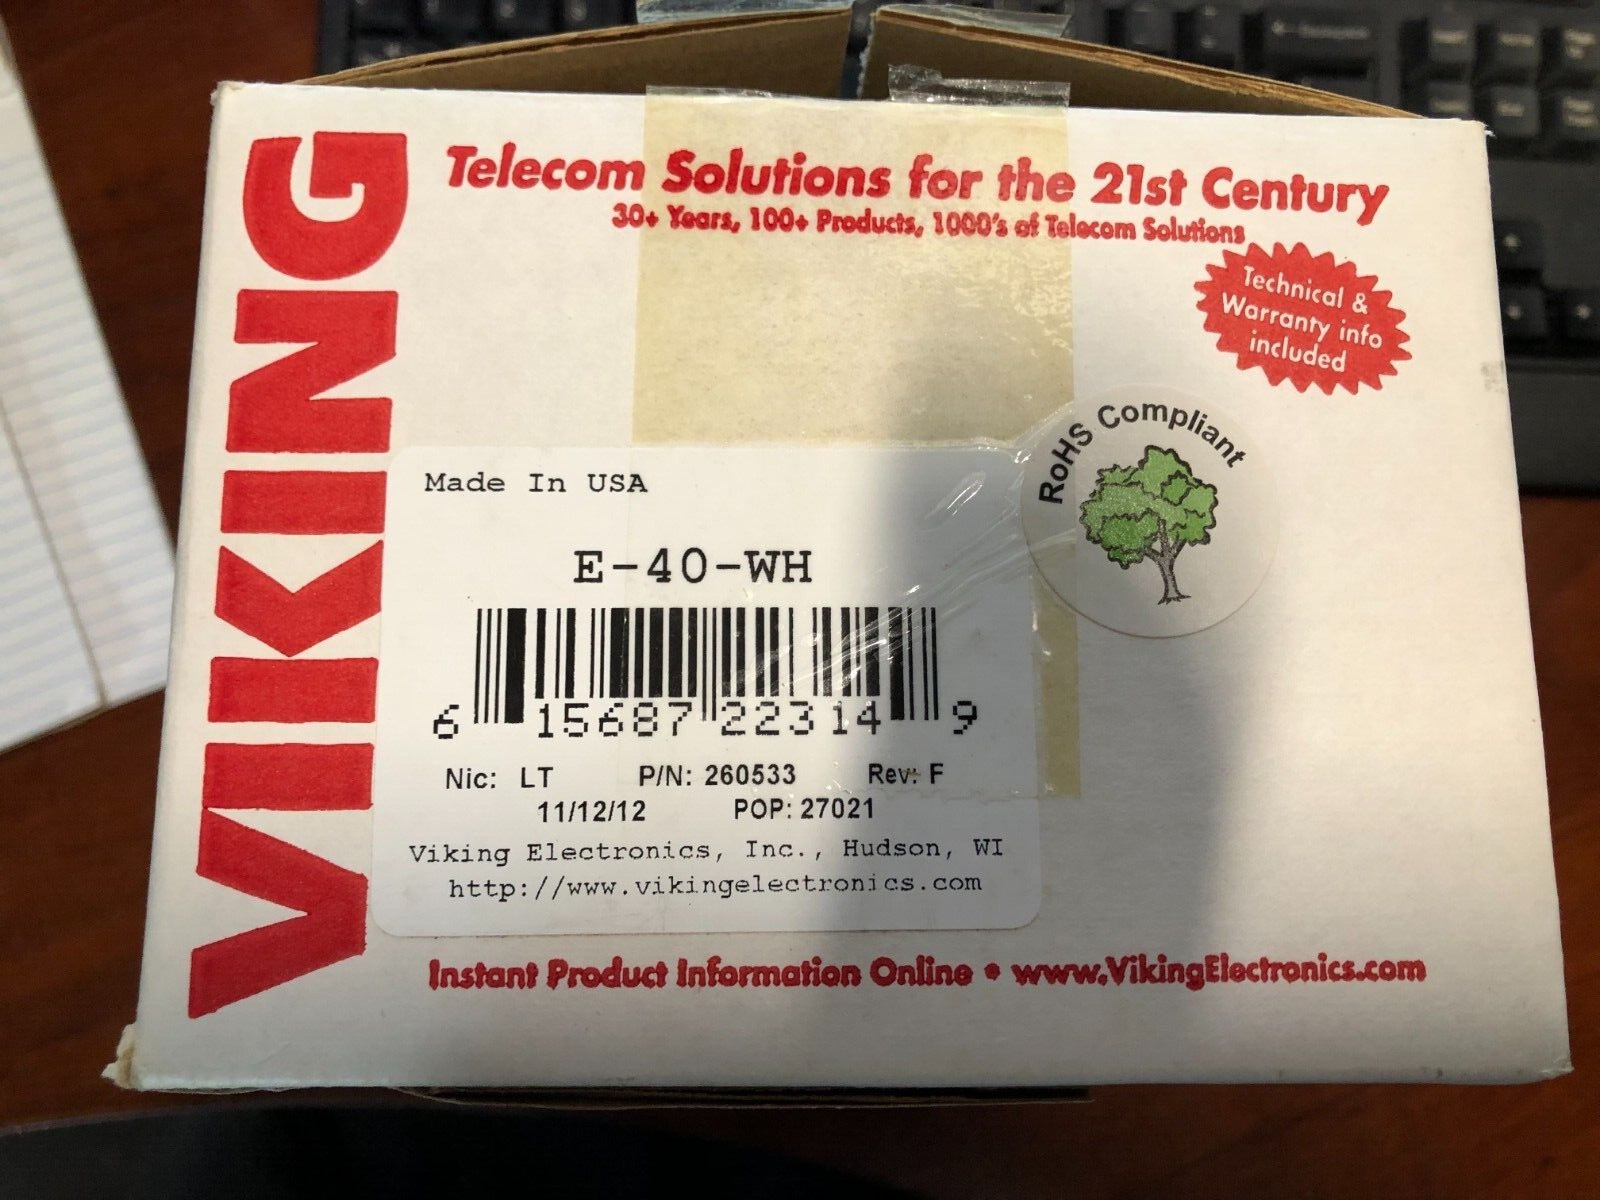 VIKING
Telecom Solutions for the 21st Century
30+ Years, 100+ Products, 1000's of Telecom Solutions
Technical &
Warranty info
included
RoHS Compliant
Made In USA
E-40-WH
6 15687 22314 9
Nic: LT P/N: 260533 Rev: F
11/12/12 POP: 27021
Viking Electronics, Inc., Hudson, WI
http://www.vikingelectronics.com
Instant Product Information Online • www.VikingElectronics.com